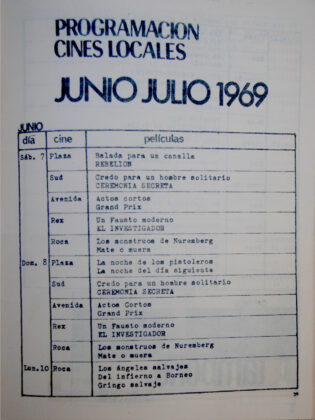 PROGRAMACION
CINES LOCALES
JUNIO JULIO 1969
JUNIO
día cine películas
Sáb. 7 Plaza Balada para un canalla
REBELION
Sud Credo para un hombre solitario
CEREMONIA SECRETA
Avenida Actos cortos
Grand Prix
Rex Un Fausto moderno
EL INVESTIGADOR
Roca Los monstruos de Nuremberg
Mate o muera
Dom. 8 Plaza La noche de los pistoleros
La noche del día siguiente
Sud Credo para un hombre solitario
CEREMONIA SECRETA
Avenida Actos Cortos
Grand Prix
Rex Un Fausto moderno
EL INVESTIGADOR
Roca Los monstruos de Nuremberg
Mate o muera
Lun.10 Roca Los ángeles salvajes
Del infierno a Borneo
Gringo salvaje